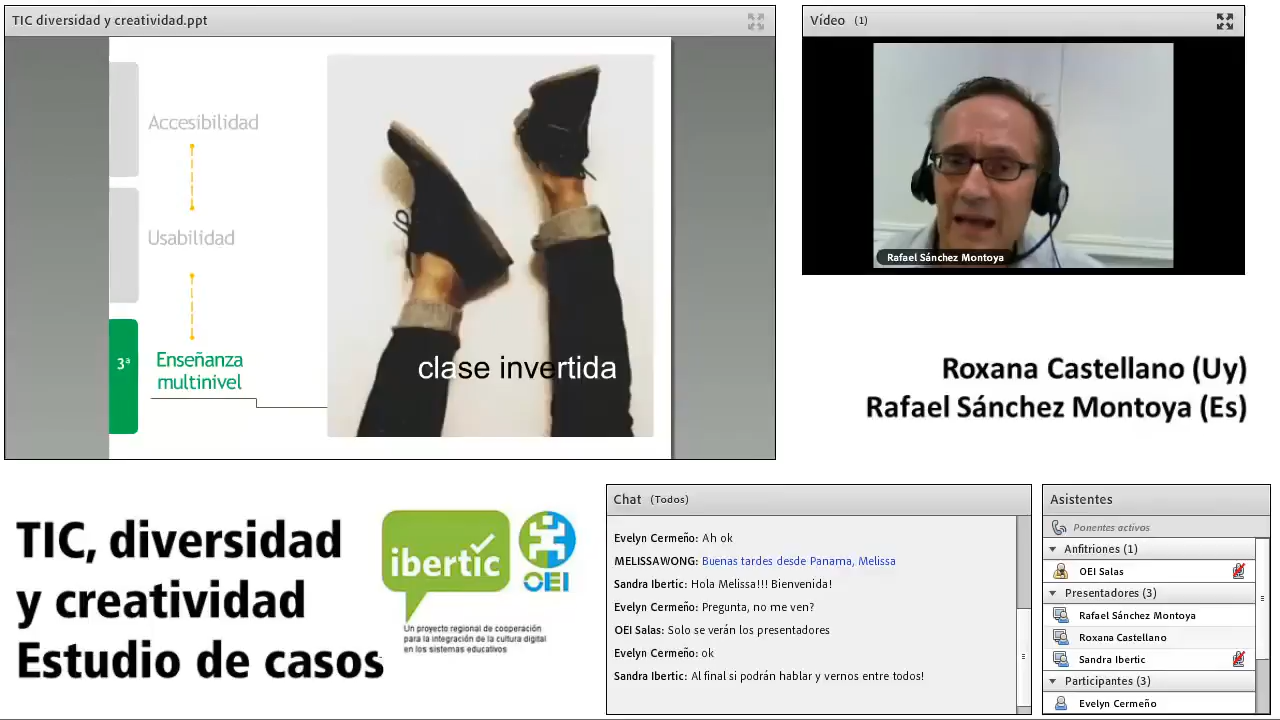 TIC diversidad y creatividad.ppt
Accesibilidad
Usabilidad
3ª
Enseñanza
multinivel
clase invertida
Vídeo (1)
Rafael Sánchez Montoya
Roxana Castellano (Uy)
Rafael Sánchez Montoya (Es)
TIC, diversidad
y creatividad
Estudio de casos
ibertic
OEI
Un proyecto regional de cooperación
para la integración de la cultura digital
en los sistemas educativos
Chat (Todos)
Evelyn Cermeño: Ah ok
MELISSAWONG: Buenas tardes desde Panama, Melissa
Sandra Ibertic: Hola Melissa!!! Bienvenida!
Evelyn Cermeño: Pregunta, no me ven?
OEI Salas: Salo se verán los presentadores
Evelyn Cermeño: ok
Sandra Ibertic: Al final si podrán hablar y vernos entre todos!
Asistentes
Ponentes activos
Anfitriones (1)
OEI Salas
Presentadores (3)
Rafael Sánchez Montoya
Roxana Castellano
Sandra Ibertic
Participantes (3)
Evelyn Cermeño